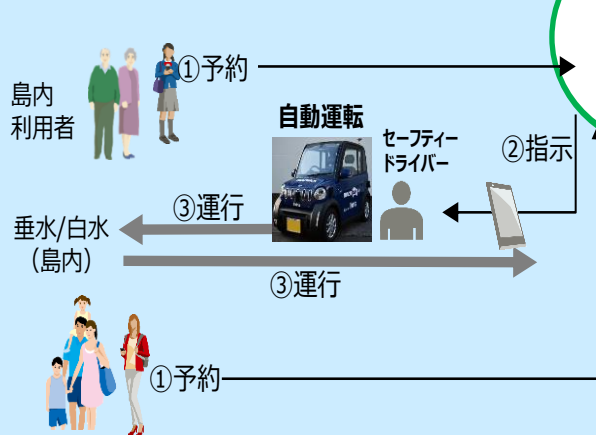 ①予約
島内
利用者
自動運転
セーフティー
ドライバー
②指示
③運行
垂水/白水
（島内）
③運行
①予約